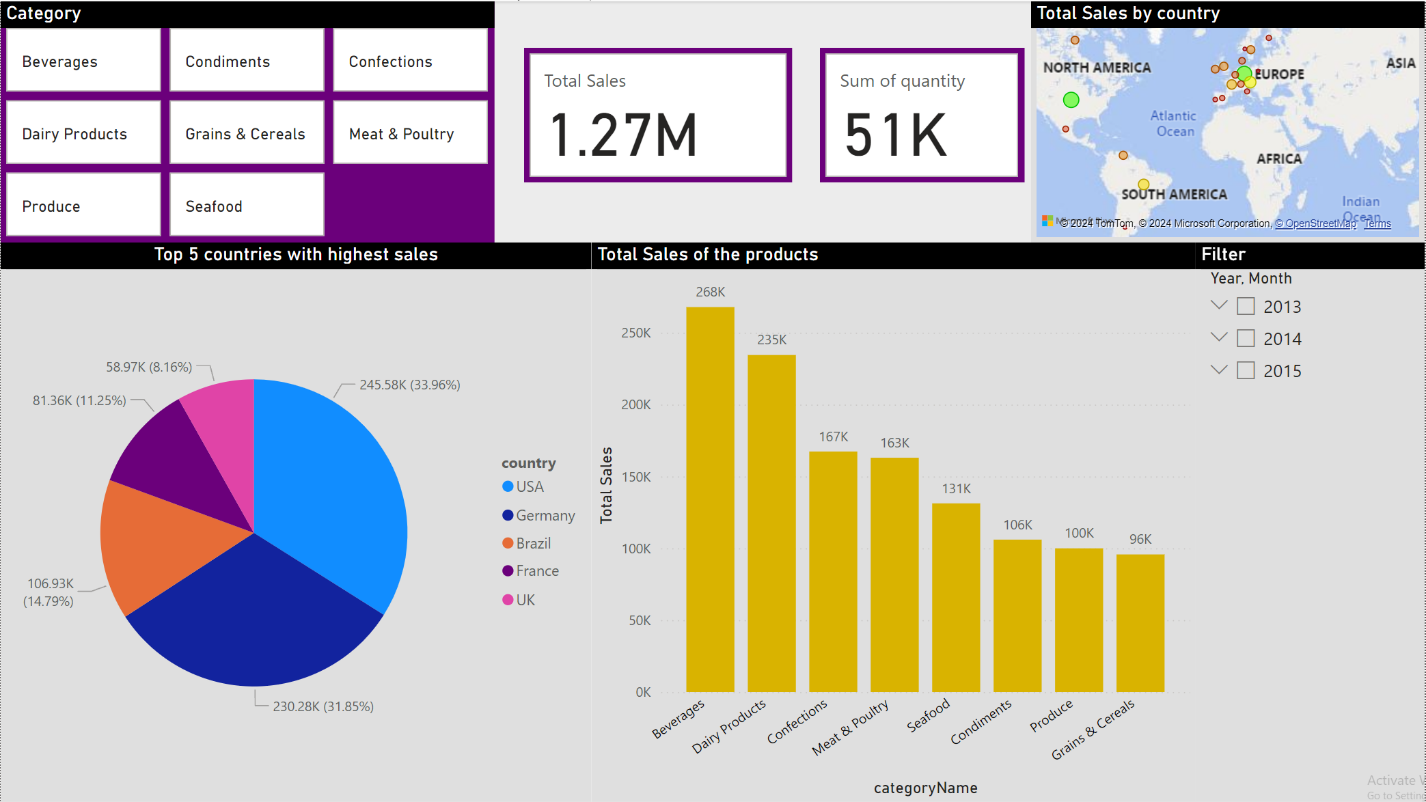 Category
Beverages
Condiments
Confections
Dairy Products
Grains & Cereals
Meat & Poultry
Produce
Seafood
Total Sales
1.27M
Sum of quantity
51K
Total Sales by country
NORTH AMERICA
EUROPE
ASIA
Atlantic
Ocean
AFRICA
SOUTH AMERICA
Indian
Ocean
© 2024 TomTom, © 2024 Microsoft Corporation, © OpenStreetMap Terms
Top 5 countries with highest sales
58.97K (8.16%)
81.36K (11.25%)
245.58K (33.96%)
106.93K
(14.79%)
230.28K (31.85%)
country
USA
Germany
Brazil
France
UK
Total Sales of the products
Total Sales
250K
200K
150K
100K
50K
0K
268K
235K
167K
163K
131K
106K
100K
96K
Beverages
Dairy Products
Confections
Meat & Poultry
Seafood
Condiments
Produce
Grains & Cereals
categoryName
Filter
Year, Month
2013
2014
2015
Activate
Go to